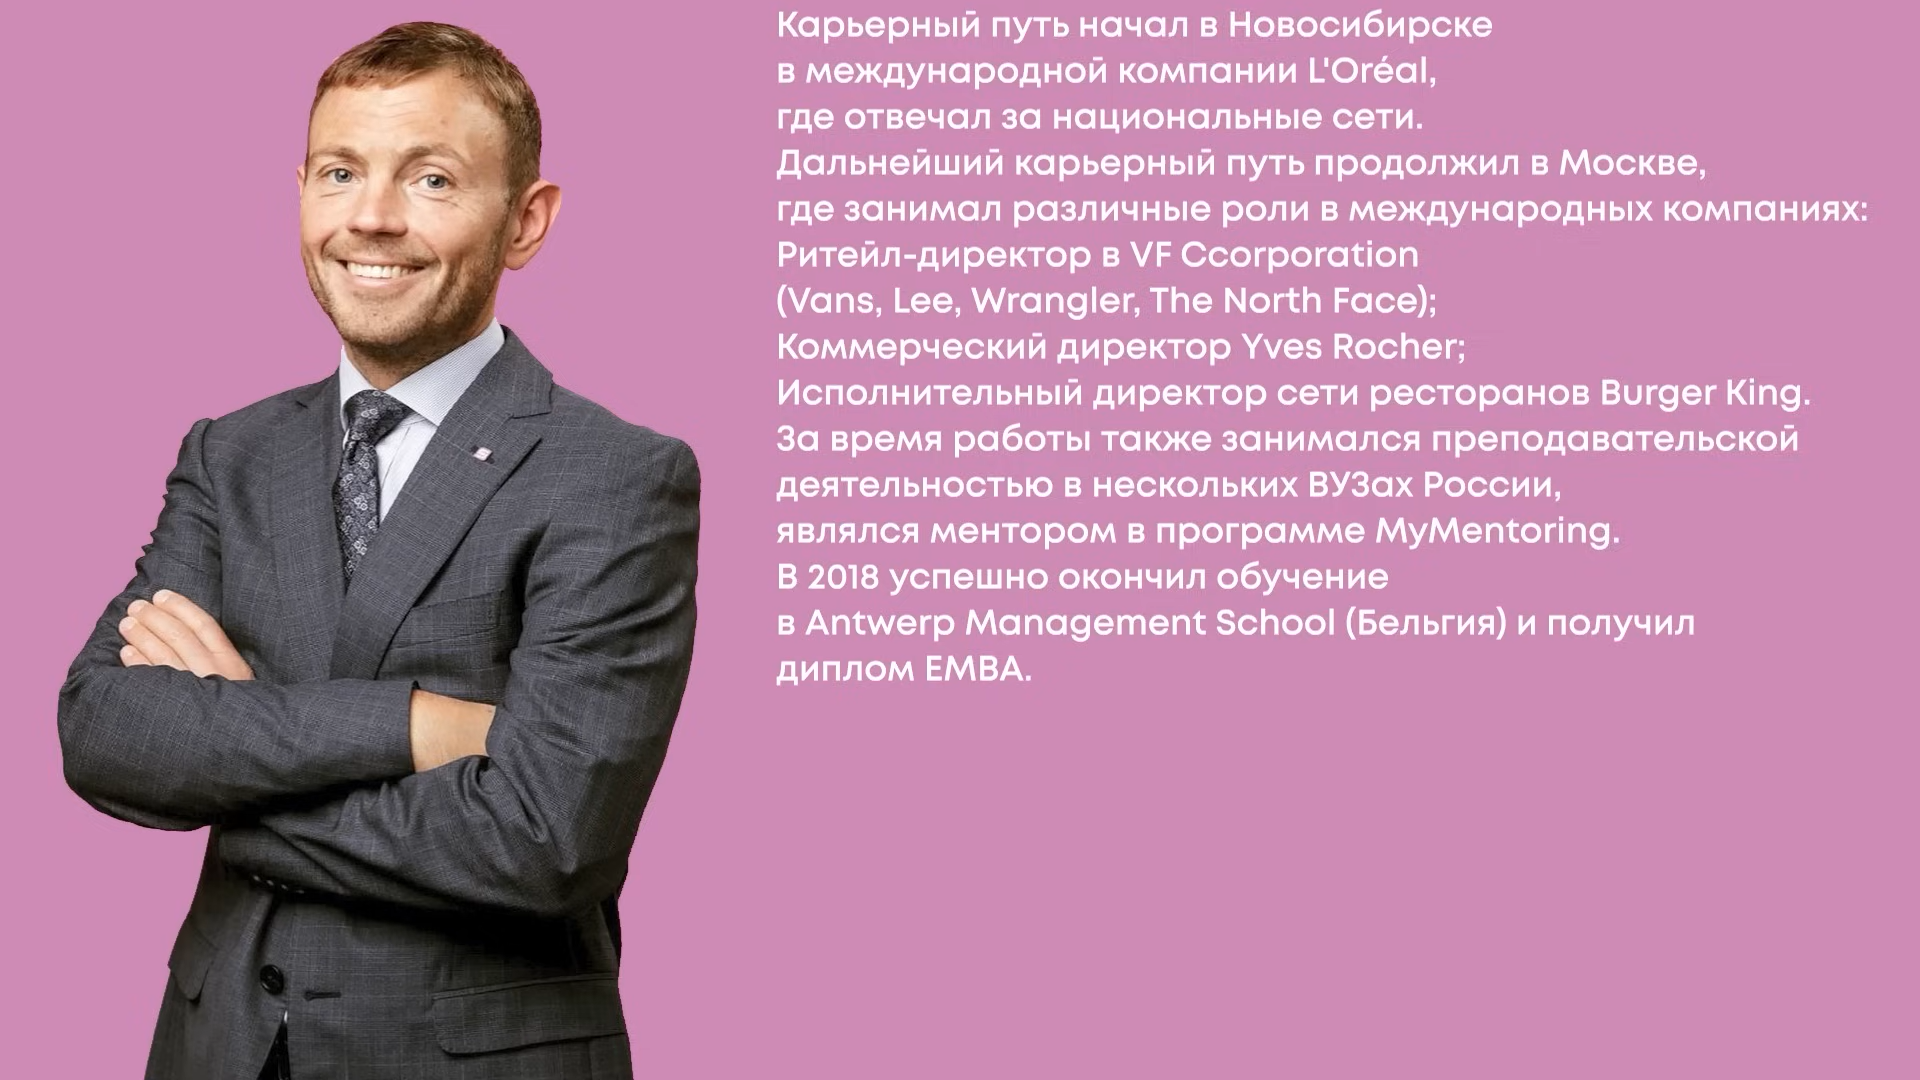 Карьерный путь начал в Новосибирске
в международной компании L'Oréal,
где отвечал за национальные сети.
Дальнейший карьерный путь продолжил в Москве,
где занимал различные роли в международных компаниях:
Ритейл-директор в VF Ccorporation
(Vans, Lee, Wrangler, The North Face);
Коммерческий директор Yves Rocher;
Исполнительный директор сети ресторанов Burger King.
За время работы также занимался преподавательской
деятельностью в нескольких ВУЗах России,
являлся ментором в программе MyMentoring.
В 2018 успешно окончил обучение
в Antwerp Management School (Бельгия) и получил
диплом EMBA.